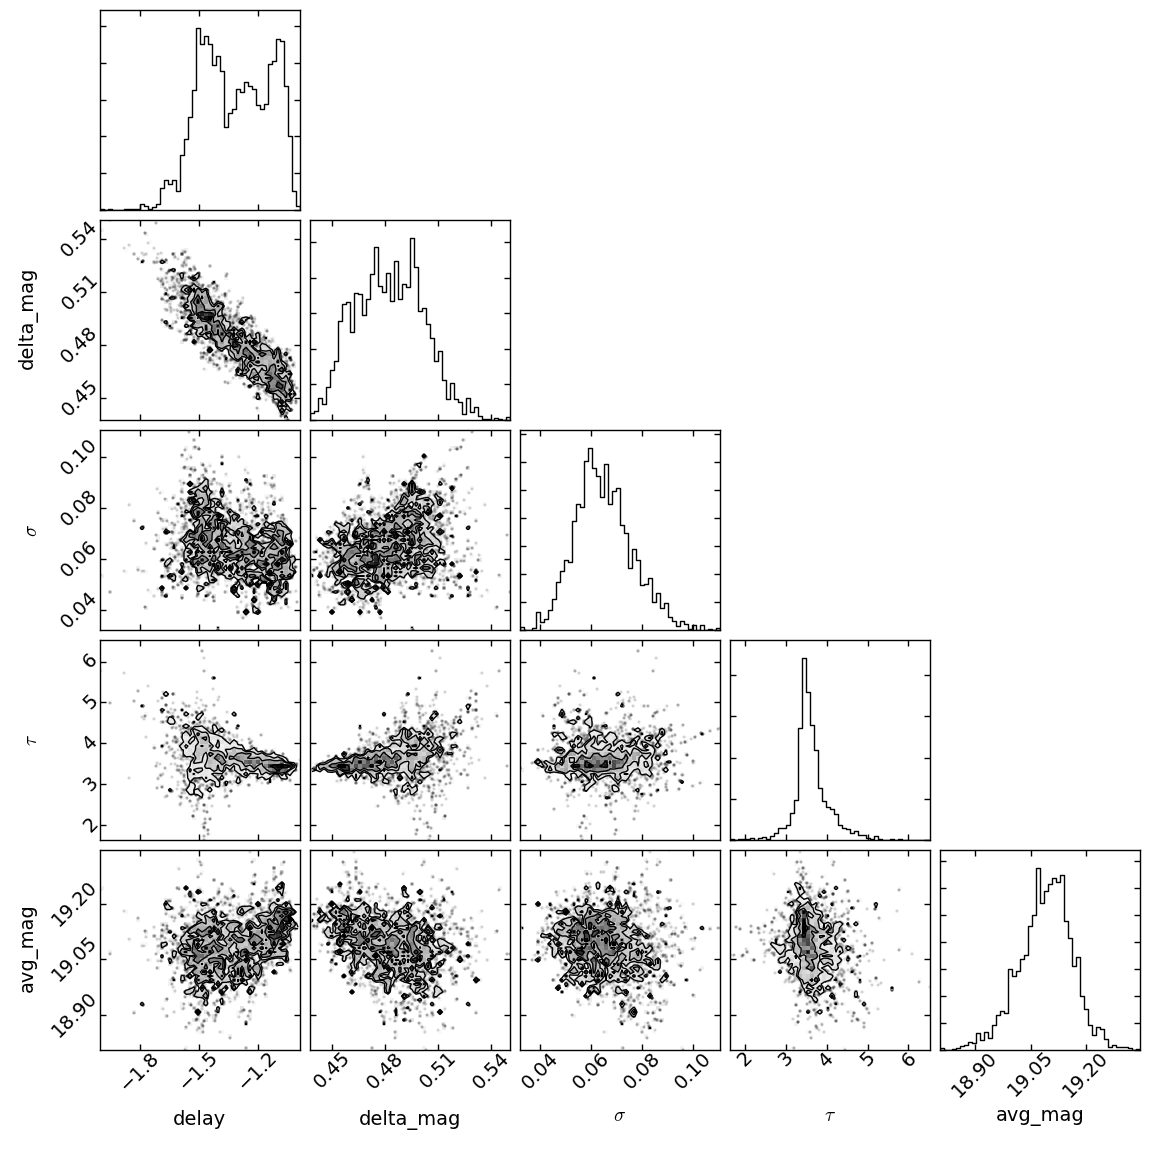 0.54
0.51
0.48
0.45
delta_mag
0.10
0.08
0.06
0.04
σ
6
5
4
3
2
τ
19.20
19.05
18.90
avg_mag
−1.8 −1.5 −1.2
0.45 0.48 0.51 0.54
0.04 0.06 0.08 0.10
2 3 4 5 6
18.90 19.05 19.20
delay delta_mag σ τ avg_mag